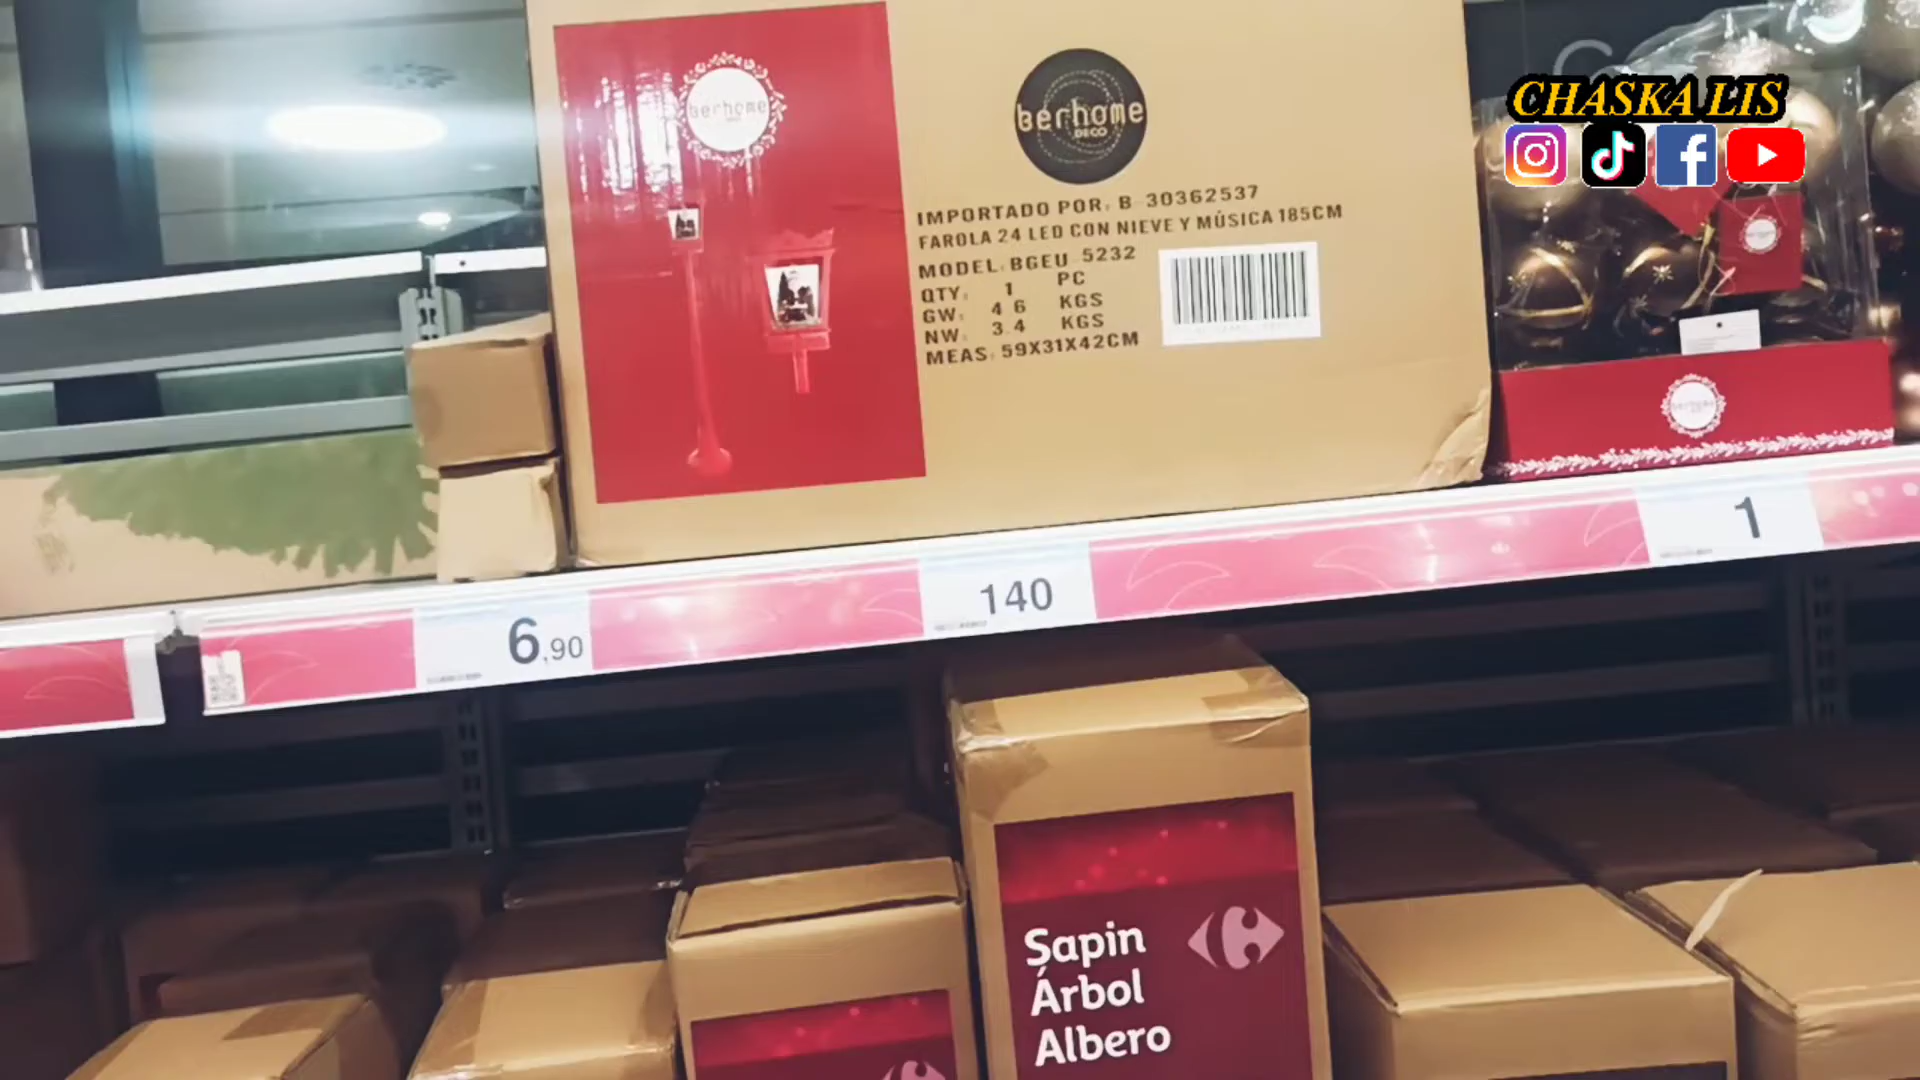 CHASKA LIS
berhome
berhome
DECO
IMPORTADO POR: B-30362537
FAROLA 24 LED CON NIEVE Y MÚSICA 185CM
MODEL: BGEU 5232
QTY: 1 PC
GW: 4.6 KGS
NW: 3.4 KGS
MEAS: 59X31X42CM
6,90
140
1
Sapin
Árbol
Albero